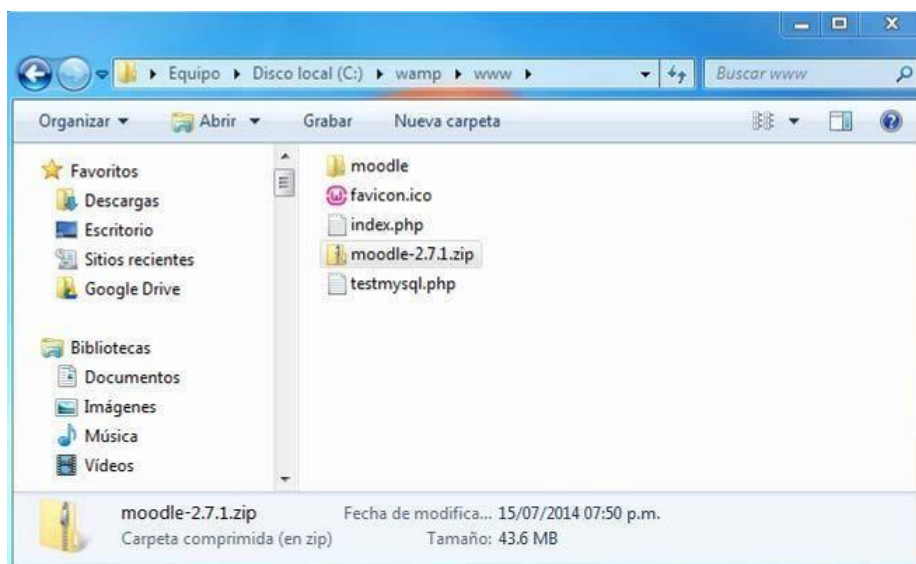 Equipo Disco local (C:) wamp www Buscar www
Organizar Abrir Grabar Nueva carpeta
Favoritos
Descargas
Escritorio
Sitios recientes
Google Drive
Bibliotecas
Documentos
Imágenes
Música
Vídeos
moodle
favicon.ico
index.php
moodle-2.7.1.zip
testmysql.php
moodle-2.7.1.zip Fecha de modifica... 15/07/2014 07:50 p.m.
Carpeta comprimida (en zip) Tamaño: 43.6 MB